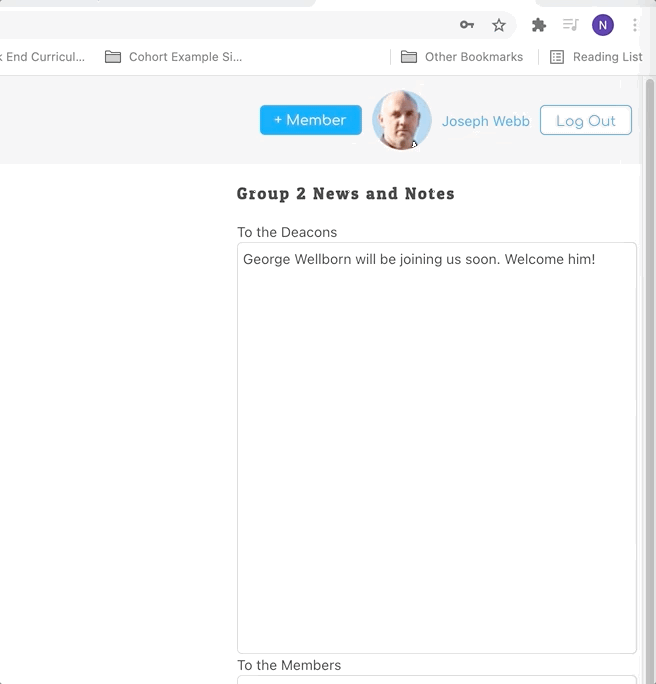 N
k End Curricul...
Cohort Example Si...
Other Bookmarks
Reading List
+ Member
Joseph Webb
Log Out
Group 2 News and Notes
To the Deacons
George Wellborn will be joining us soon. Welcome him!
To the Members